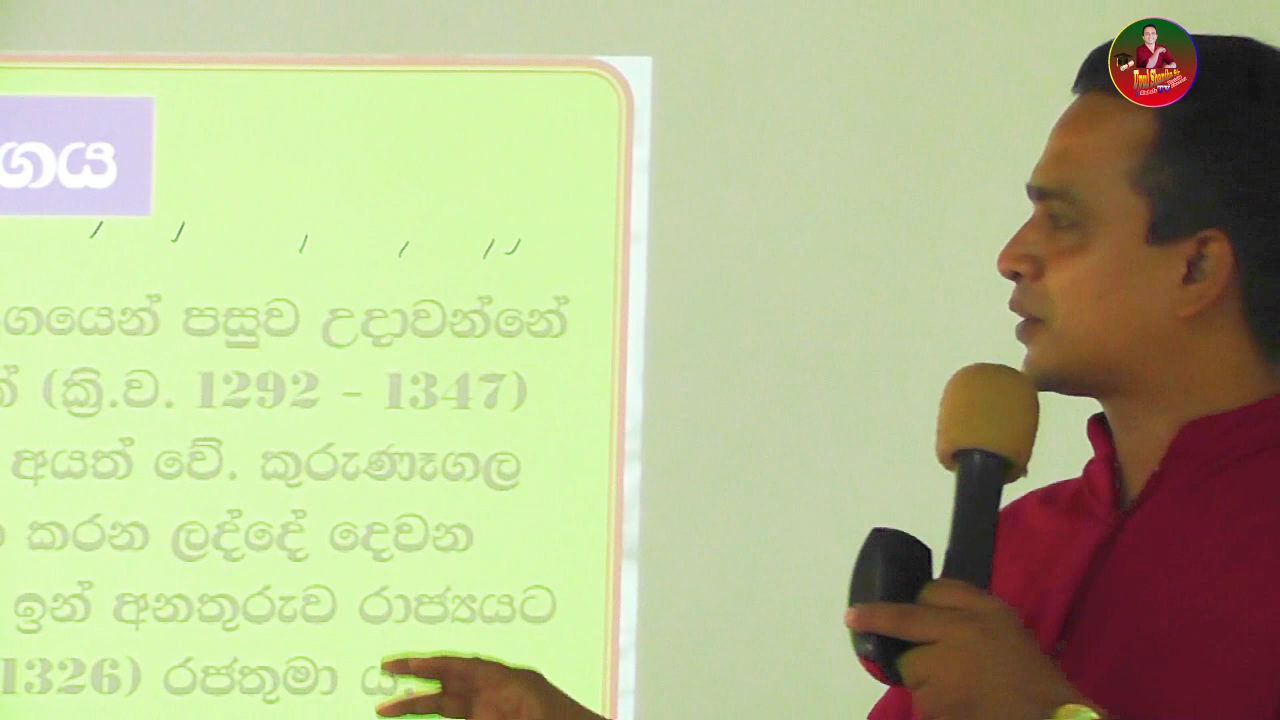 ගය
ගයෙන් පසුව උදාවන්නේ
ත් (ක්‍රි.ව. 1292 - 1347)
අයත් වේ. කුරුණෑගල
කරන ලද්දේ දෙවන
ඉන් අනතුරුව රාජ්‍යයට
1326) රජතුමා ය.